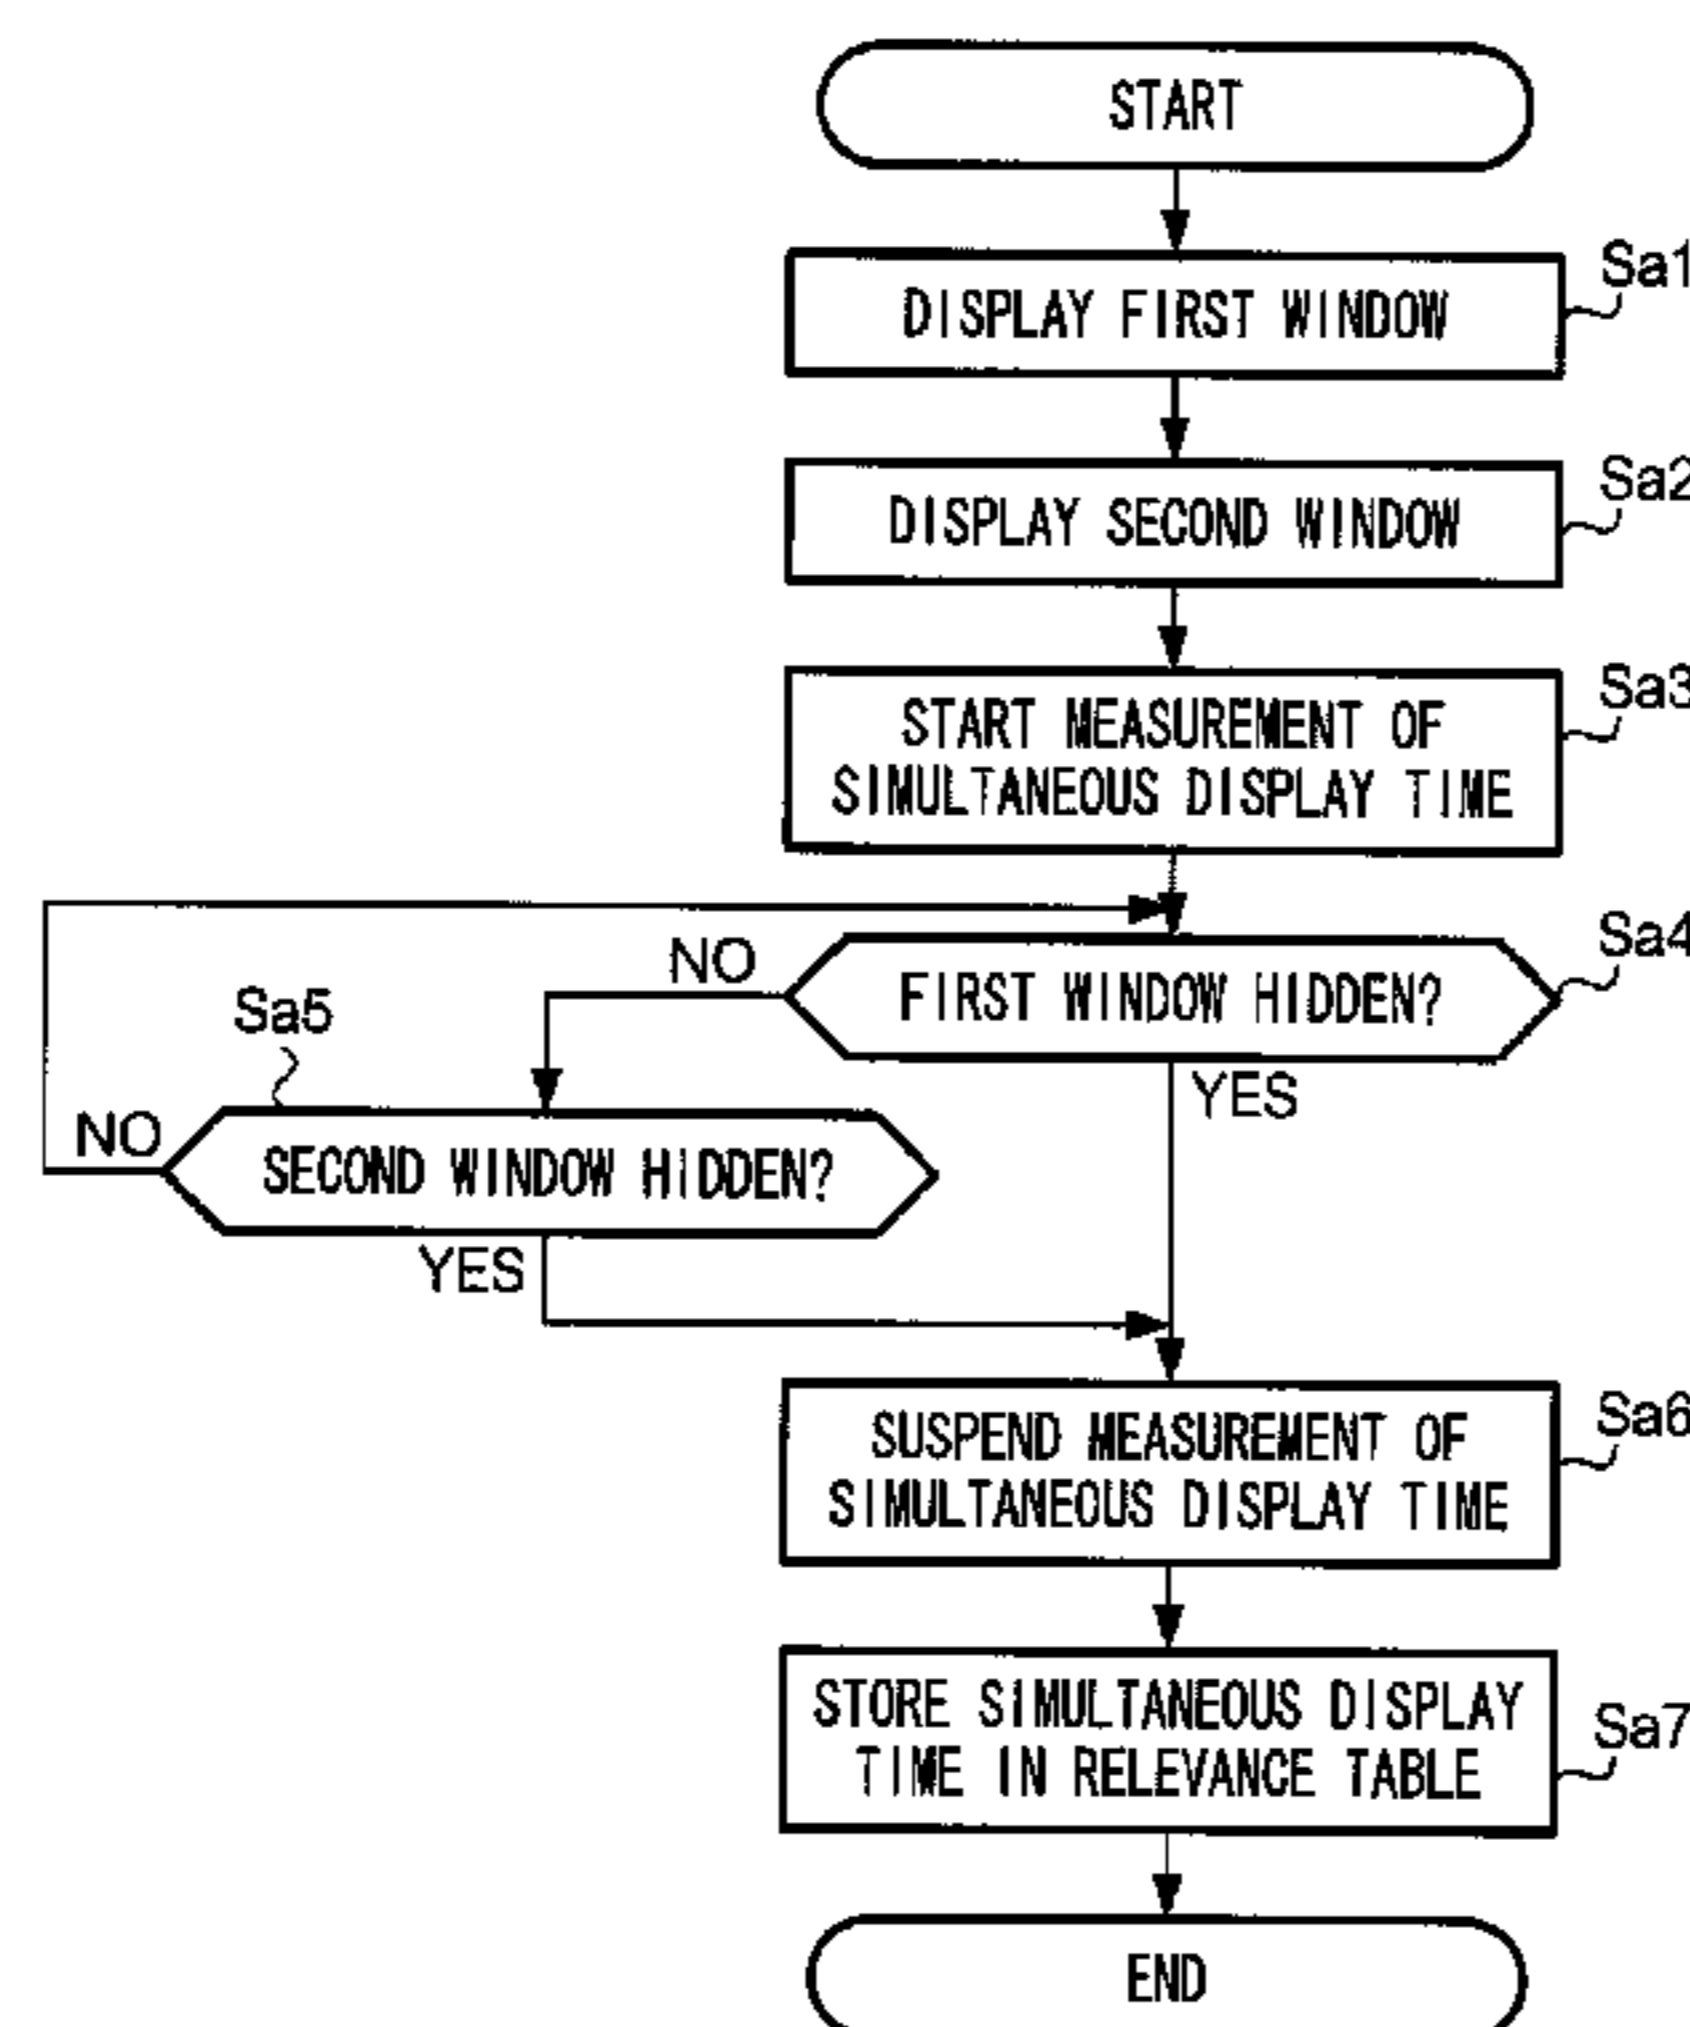 START
DISPLAY FIRST WINDOW
Sa1
DISPLAY SECOND WINDOW
Sa2
START MEASUREMENT OF
SIMULTANEOUS DISPLAY TIME
Sa3
FIRST WINDOW HIDDEN?
Sa4
NO
YES
Sa5
SECOND WINDOW HIDDEN?
NO
YES
SUSPEND MEASUREMENT OF
SIMULTANEOUS DISPLAY TIME
Sa6
STORE SIMULTANEOUS DISPLAY
TIME IN RELEVANCE TABLE
Sa7
END